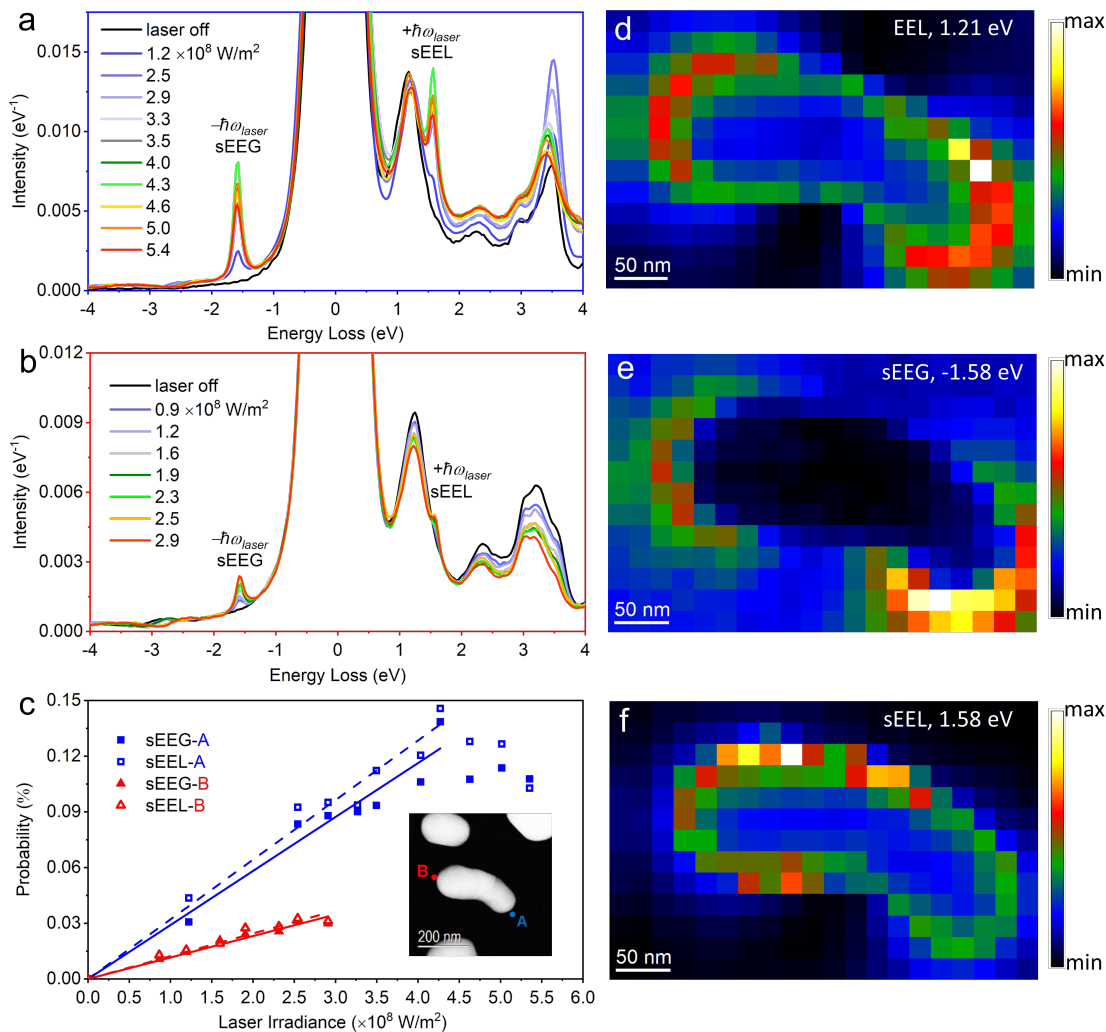 a
laser off
1.2 ×10⁸ W/m²
2.5
2.9
3.3
3.5
4.0
4.3
4.6
5.0
5.4
−ℏω_laser
sEEG
+ℏω_laser
sEEL
0.015
0.010
0.005
0.000
Intensity (eV⁻¹)
-4 -3 -2 -1 0 1 2 3 4
Energy Loss (eV)
d
EEL, 1.21 eV
50 nm
max
min
b
laser off
0.9 ×10⁸ W/m²
1.2
1.6
1.9
2.3
2.5
2.9
−ℏω_laser
sEEG
+ℏω_laser
sEEL
0.012
0.009
0.006
0.003
0.000
Intensity (eV⁻¹)
-4 -3 -2 -1 0 1 2 3 4
Energy Loss (eV)
e
sEEG, -1.58 eV
50 nm
max
min
c
sEEG-A
sEEL-A
sEEG-B
sEEL-B
0.15
0.12
0.09
0.06
0.03
0.00
Probability (%)
B
A
200 nm
0.0 0.5 1.0 1.5 2.0 2.5 3.0 3.5 4.0 4.5 5.0 5.5 6.0
Laser Irradiance (×10⁸ W/m²)
f
sEEL, 1.58 eV
50 nm
max
min